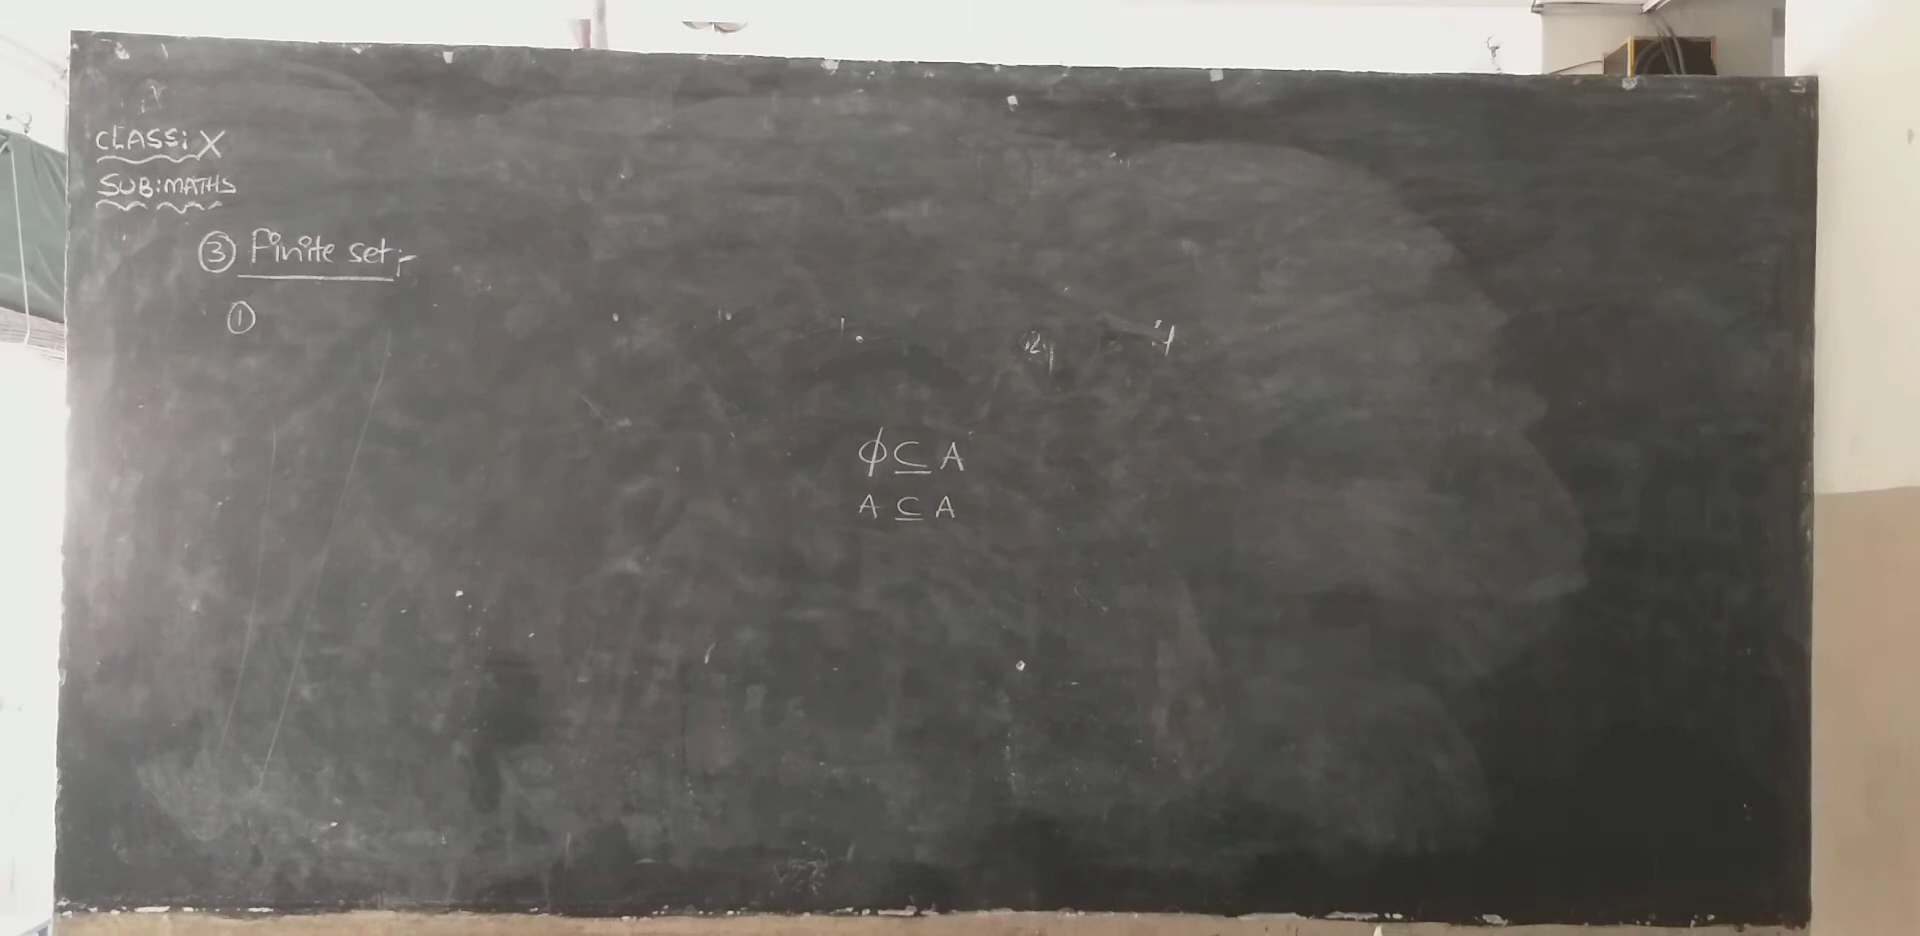 CLASS: X
SUB: MATHS
③ Finite set:-
①
ϕ ⊆ A
A ⊆ A